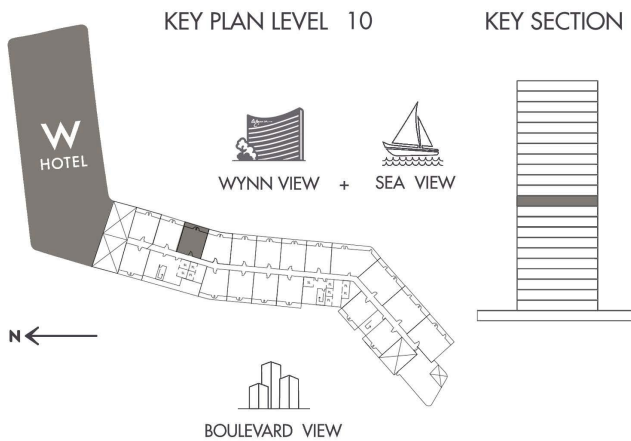 KEY PLAN LEVEL 10
KEY SECTION
W
HOTEL
WYNN VIEW + SEA VIEW
N
BOULEVARD VIEW